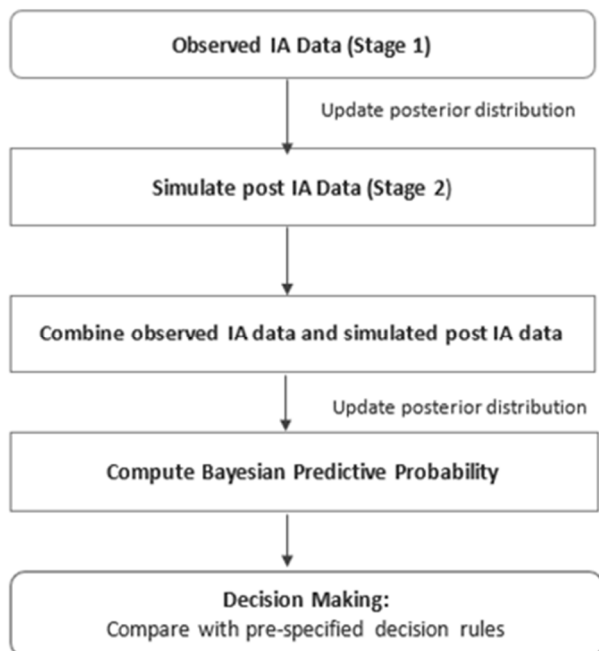 Observed IA Data (Stage 1)
Update posterior distribution
Simulate post IA Data (Stage 2)
Combine observed IA data and simulated post IA data
Update posterior distribution
Compute Bayesian Predictive Probability
Decision Making:
Compare with pre-specified decision rules